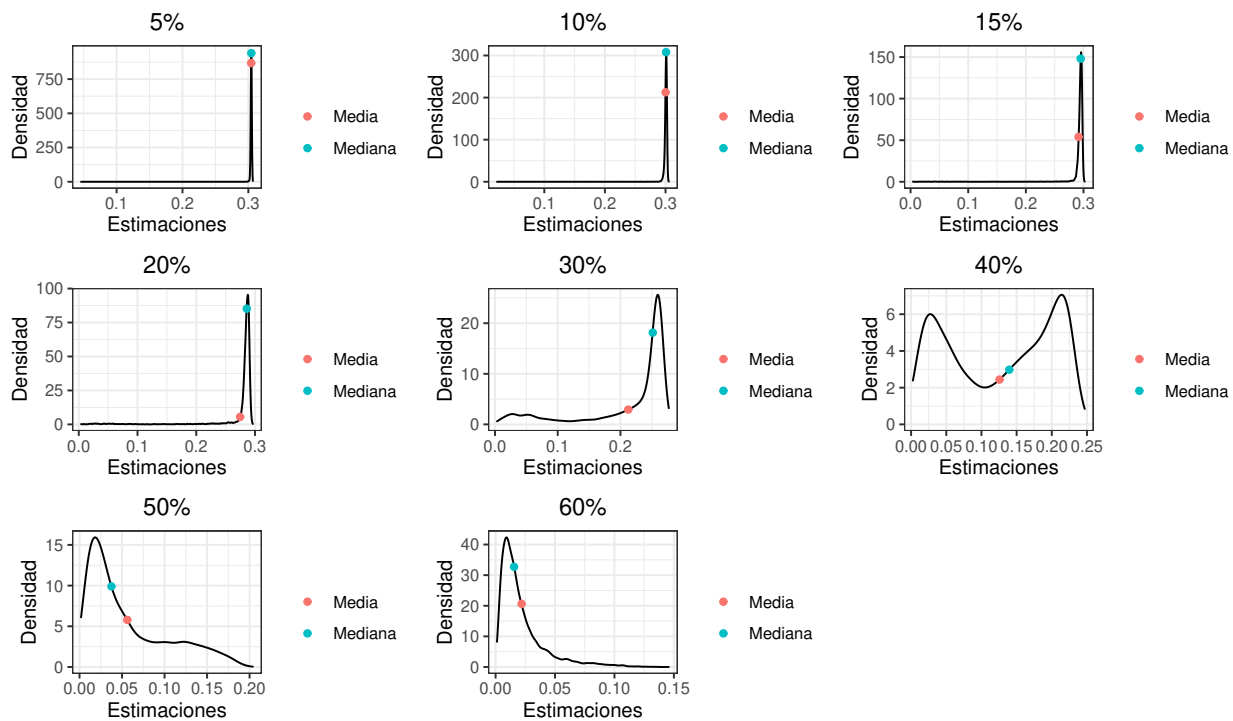 5%
Densidad
750
500
250
0
0.1 0.2 0.3
Estimaciones
Media
Mediana
10%
Densidad
300
200
100
0
0.1 0.2 0.3
Estimaciones
Media
Mediana
15%
Densidad
150
100
50
0
0.0 0.1 0.2 0.3
Estimaciones
Media
Mediana
20%
Densidad
100
75
50
25
0
0.0 0.1 0.2 0.3
Estimaciones
Media
Mediana
30%
Densidad
20
10
0
0.0 0.1 0.2
Estimaciones
Media
Mediana
40%
Densidad
6
4
2
0
0.00 0.05 0.10 0.15 0.20 0.25
Estimaciones
Media
Mediana
50%
Densidad
15
10
5
0
0.00 0.05 0.10 0.15 0.20
Estimaciones
Media
Mediana
60%
Densidad
40
30
20
10
0
0.00 0.05 0.10 0.15
Estimaciones
Media
Mediana